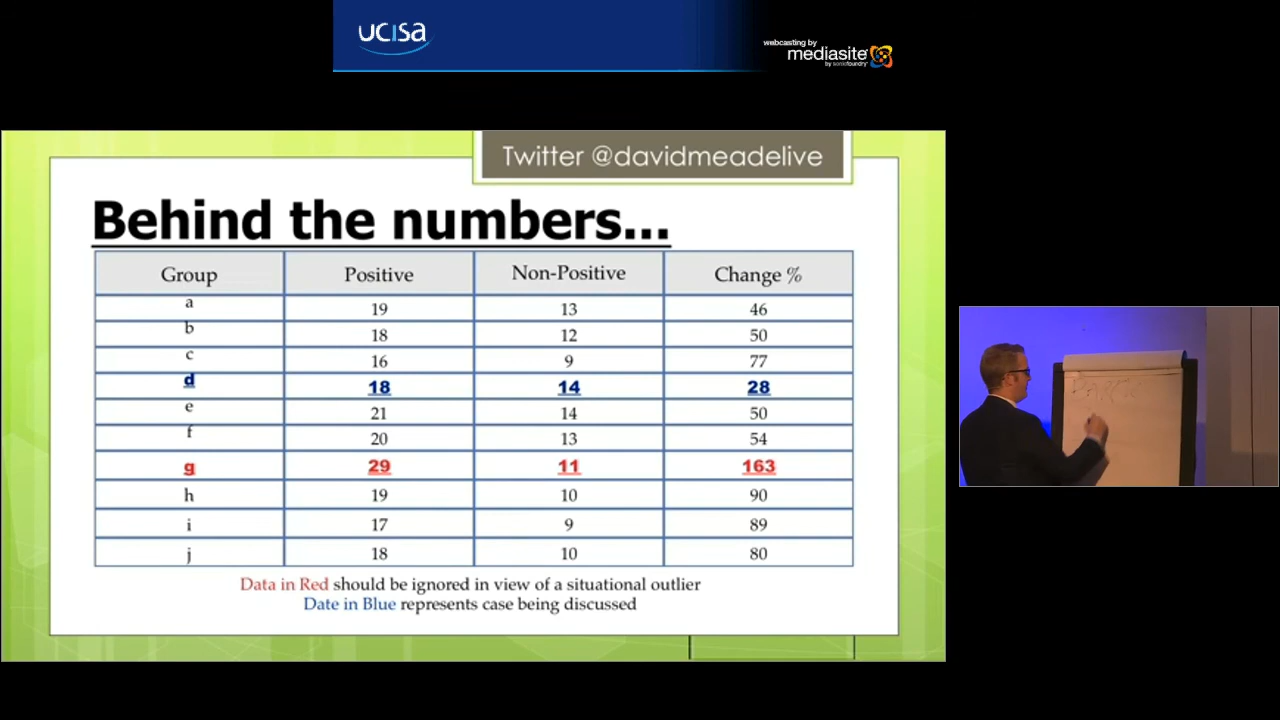 ucisa
webcasting by
mediasite
by sonicfoundry
Twitter @davidmeadelive
Behind the numbers...
Group Positive Non-Positive Change %
a 19 13 46
b 18 12 50
c 16 9 77
d 18 14 28
e 21 14 50
f 20 13 54
g 29 11 163
h 19 10 90
i 17 9 89
j 18 10 80
Data in Red should be ignored in view of a situational outlier
Date in Blue represents case being discussed